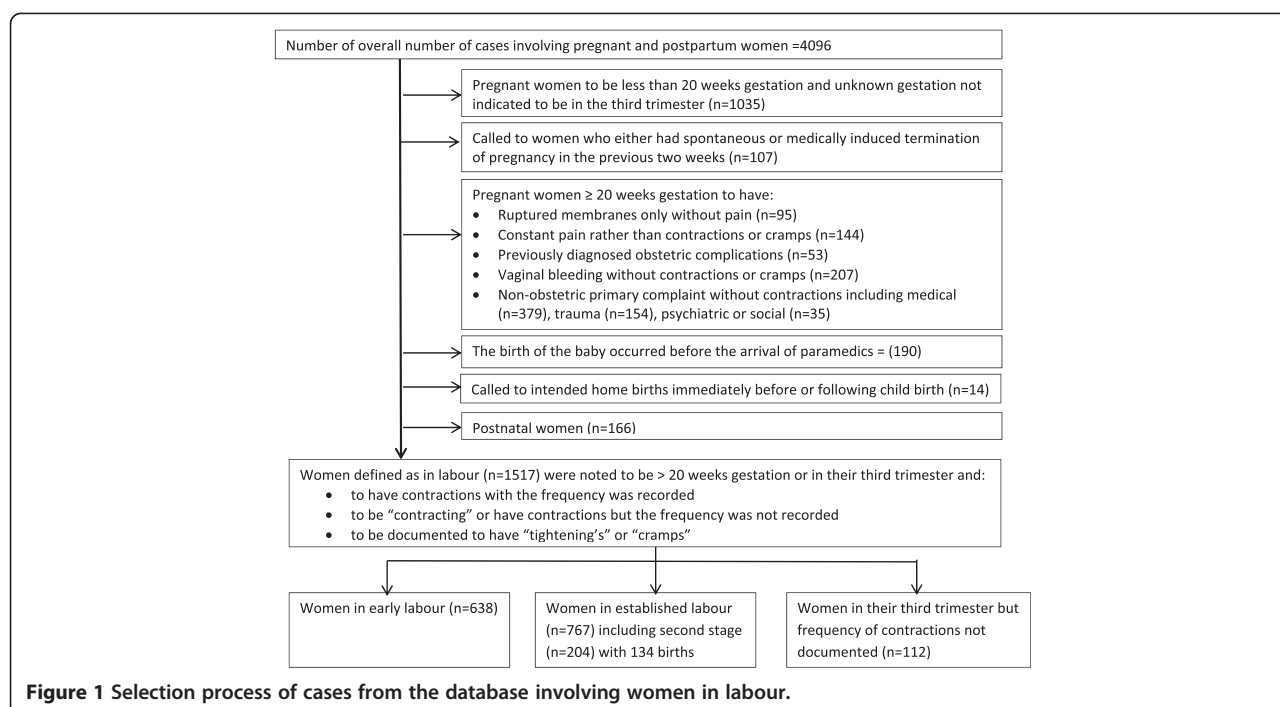 Number of overall number of cases involving pregnant and postpartum women =4096
Pregnant women to be less than 20 weeks gestation and unknown gestation not
indicated to be in the third trimester (n=1035)
Called to women who either had spontaneous or medically induced termination
of pregnancy in the previous two weeks (n=107)
Pregnant women ≥ 20 weeks gestation to have:
• Ruptured membranes only without pain (n=95)
• Constant pain rather than contractions or cramps (n=144)
• Previously diagnosed obstetric complications (n=53)
• Vaginal bleeding without contractions or cramps (n=207)
• Non-obstetric primary complaint without contractions including medical
(n=379), trauma (n=154), psychiatric or social (n=35)
The birth of the baby occurred before the arrival of paramedics = (190)
Called to intended home births immediately before or following child birth (n=14)
Postnatal women (n=166)
Women defined as in labour (n=1517) were noted to be > 20 weeks gestation or in their third trimester and:
• to have contractions with the frequency was recorded
• to be “contracting” or have contractions but the frequency was not recorded
• to be documented to have “tightening’s” or “cramps”
Women in early labour (n=638)
Women in established labour
(n=767) including second stage
(n=204) with 134 births
Women in their third trimester but
frequency of contractions not
documented (n=112)
Figure 1 Selection process of cases from the database involving women in labour.